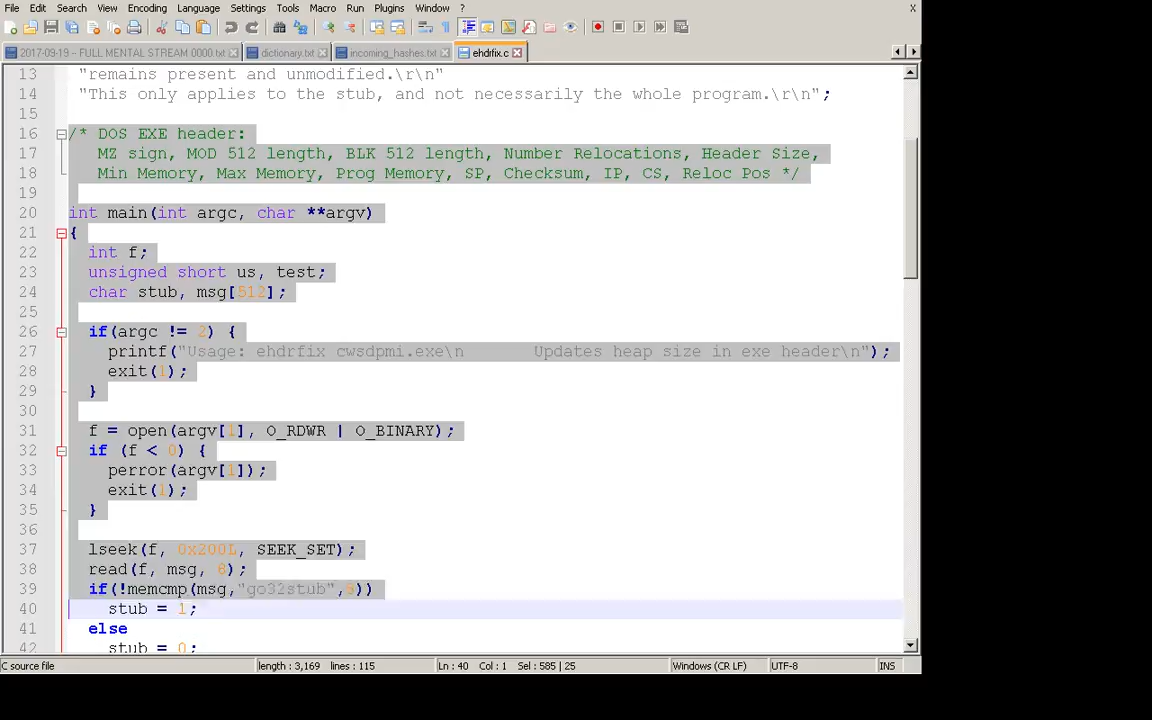 File Edit Search View Encoding Language Settings Tools Macro Run Plugins Window ? X
2017-09-19 – FULL MENTAL STREAM 0000.txt dictionary.txt incoming_hashes.txt ehdrfix.c
13 "remains present and unmodified.\r\n"
14 "This only applies to the stub, and not necessarily the whole program.\r\n";
15
16 /* DOS EXE header:
17 MZ sign, MOD 512 length, BLK 512 length, Number Relocations, Header Size,
18 Min Memory, Max Memory, Prog Memory, SP, Checksum, IP, CS, Reloc Pos */
19
20 int main(int argc, char **argv)
21 {
22 int f;
23 unsigned short us, test;
24 char stub, msg[512];
25
26 if(argc != 2) {
27 printf("Usage: ehdrfix cwsdpmi.exe\n Updates heap size in exe header\n");
28 exit(1);
29 }
30
31 f = open(argv[1], O_RDWR | O_BINARY);
32 if (f < 0) {
33 perror(argv[1]);
34 exit(1);
35 }
36
37 lseek(f, 0x200L, SEEK_SET);
38 read(f, msg, 8);
39 if(!memcmp(msg,"go32stub", ))
40 stub = 1;
41 else
42 stub = 0;
C source file length : 3,169 lines : 115 Ln : 40 Col : 1 Sel : 585 | 25 Windows (CR LF) UTF-8 INS